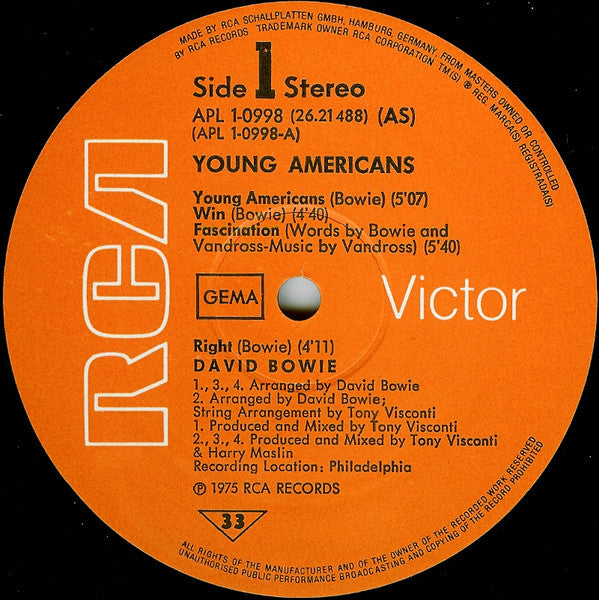 MADE BY RCA SCHALLPLATTEN GMBH, HAMBURG, GERMANY, FROM MASTERS OWNED OR CONTROLLED
BY RCA RECORDS TRADEMARK OWNER RCA CORPORATION TM(S) ® REG. MARCA(S) REGISTRADA(S)
Side 1 Stereo
APL 1-0998 (26.21488) (AS)
(APL 1-0998-A)
YOUNG AMERICANS
Young Americans (Bowie) (5'07)
Win (Bowie) (4'40)
Fascination (Words by Bowie and
Vandross-Music by Vandross) (5'40)
RCA
GEMA
Victor
Right (Bowie) (4'11)
DAVID BOWIE
1., 3., 4. Arranged by David Bowie
2. Arranged by David Bowie;
String Arrangement by Tony Visconti
1. Produced and Mixed by Tony Visconti
2., 3., 4. Produced and Mixed by Tony Visconti
& Harry Maslin
Recording Location: Philadelphia
℗ 1975 RCA RECORDS
33
ALL RIGHTS OF THE MANUFACTURER AND OF THE OWNER OF THE RECORDED WORK RESERVED
UNAUTHORISED PUBLIC PERFORMANCE BROADCASTING AND COPYING OF THE RECORD PROHIBITED